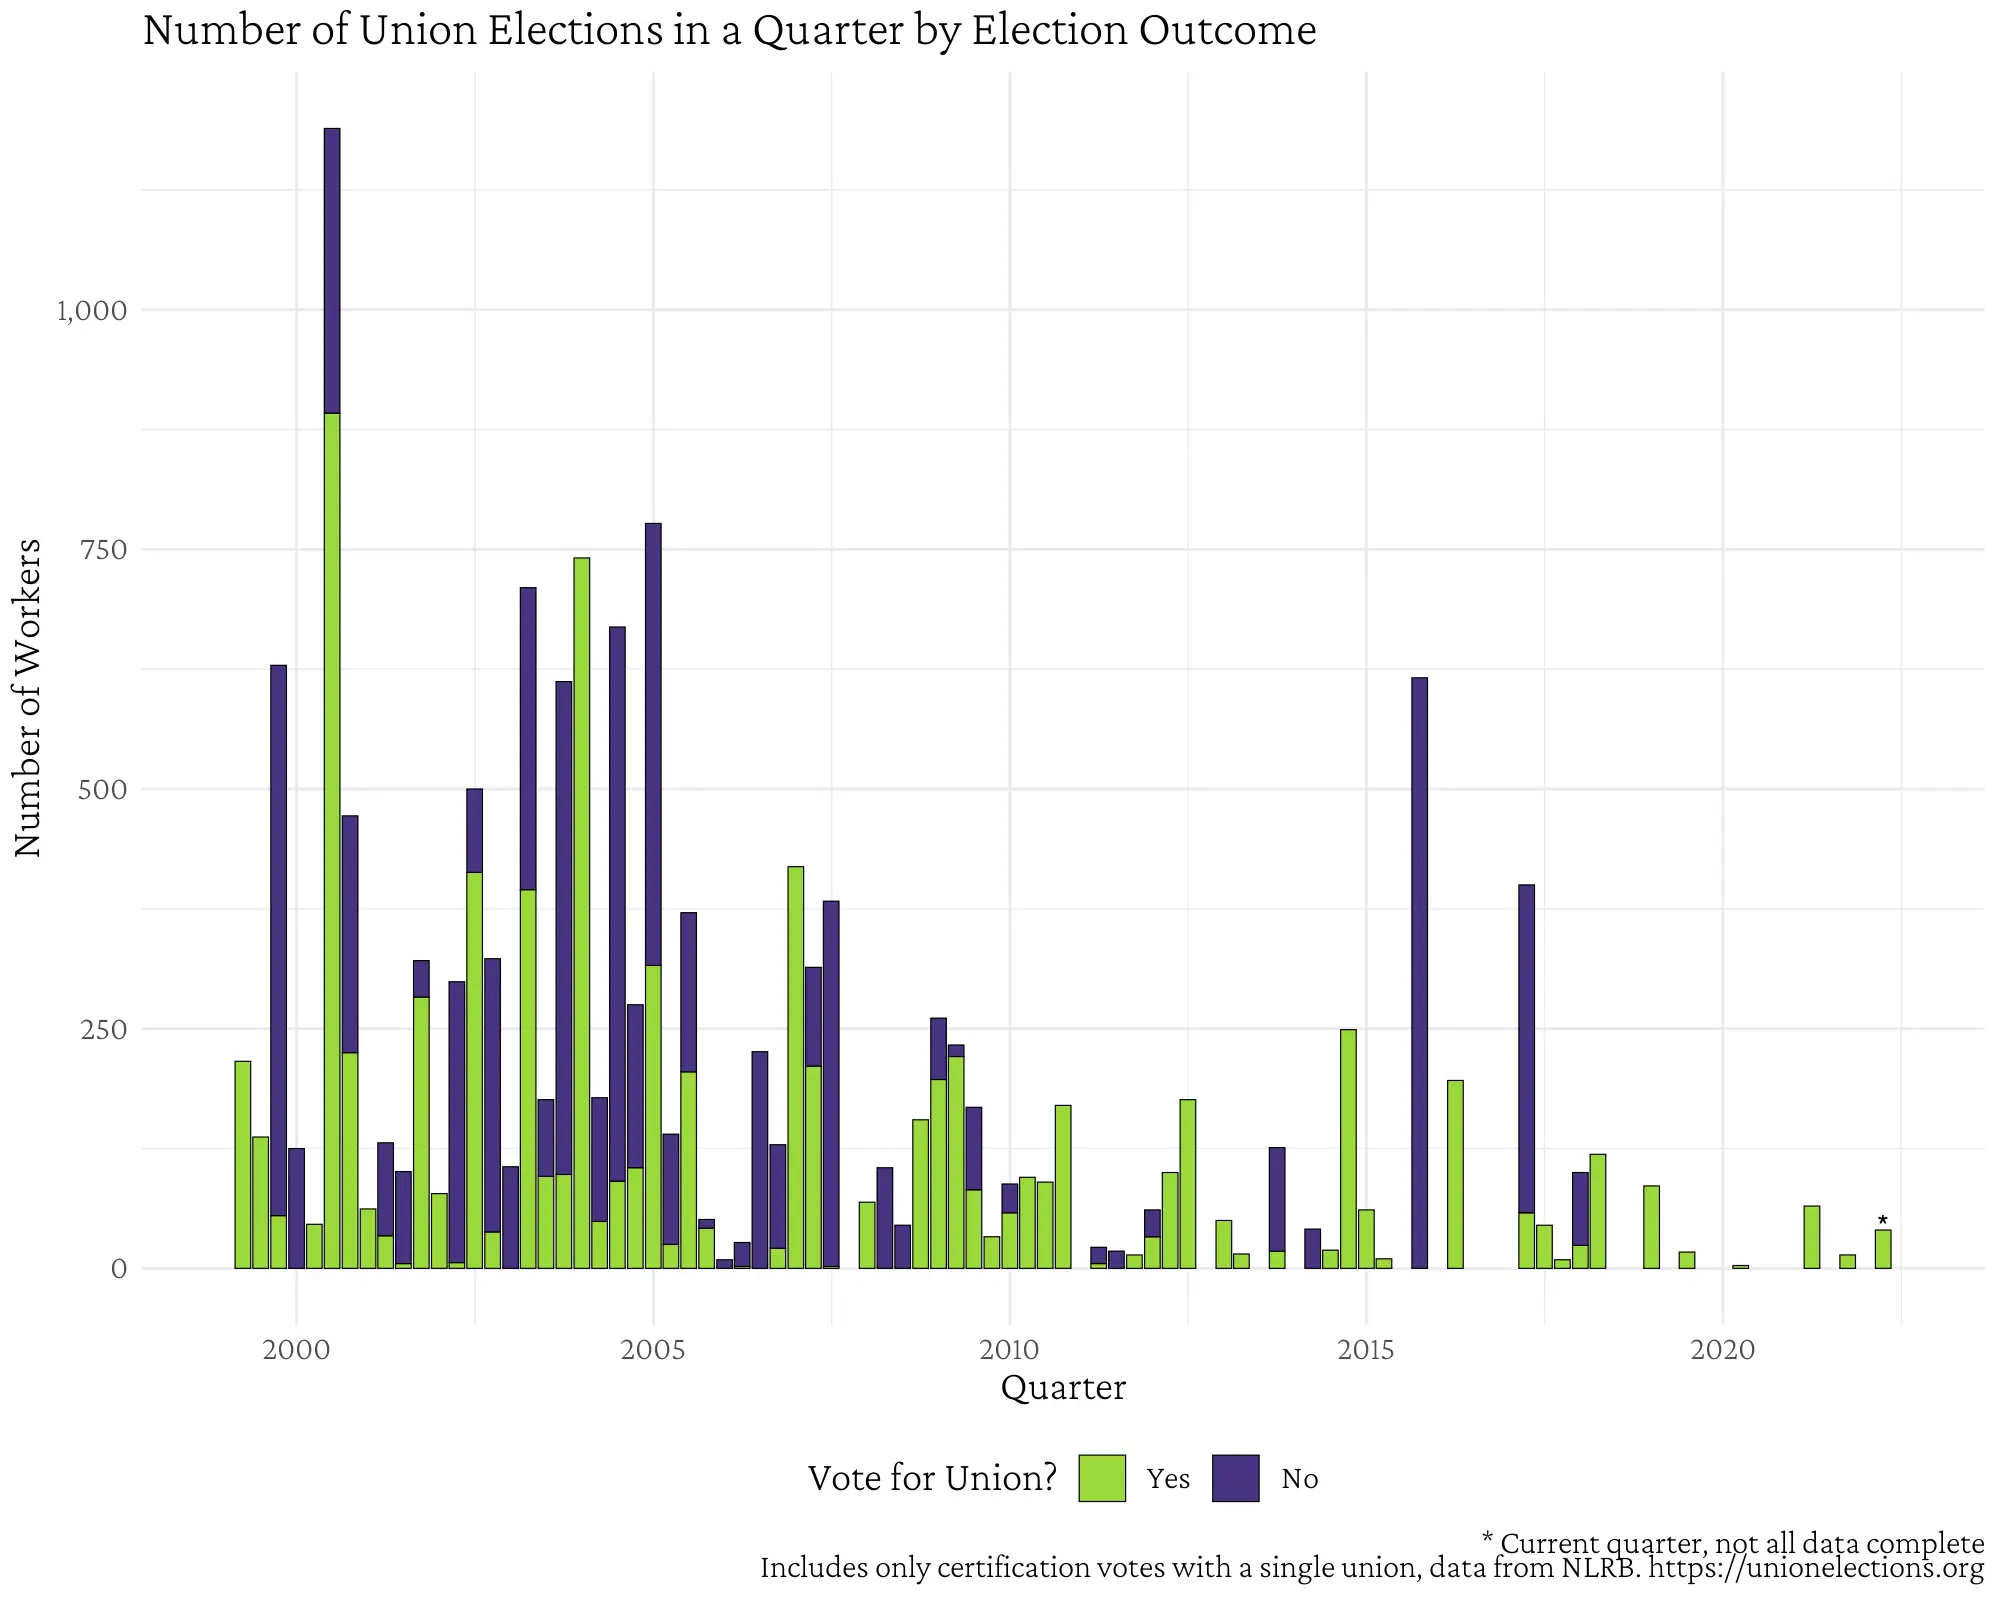 Number of Union Elections in a Quarter by Election Outcome
Number of Workers
1,000
750
500
250
0
*
2000 2005 2010 2015 2020
Quarter
Vote for Union? Yes No
* Current quarter, not all data complete
Includes only certification votes with a single union, data from NLRB. https://unionelections.org